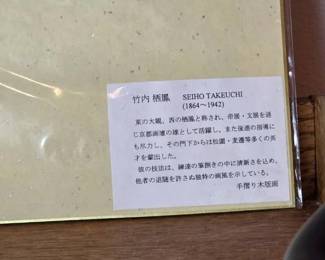 竹内 栖鳳 SEIHO TAKEUCHI
(1864〜1942)
東の大観、西の栖鳳と称され、帝展・文展を通
じ京都画壇の雄として活躍し、また後進の指導に
も尽力し、その門下からは松園・麦僊等多くの英
才を輩出した。
彼の技法は、練達の筆捌きの中に清新さを込め、
他者の追随を許さぬ独特の画風を示している。
手摺り木版画